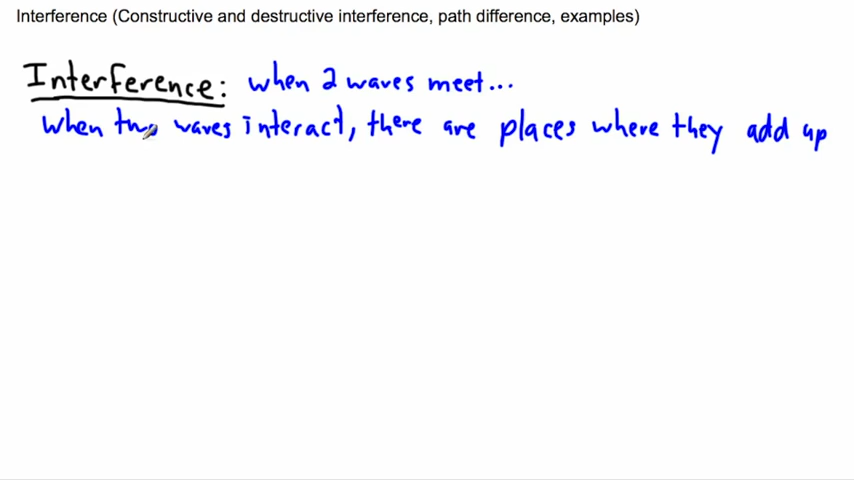 Interference (Constructive and destructive interference, path difference, examples)
Interference: when 2 waves meet...
when two waves interact, there are places where they add up